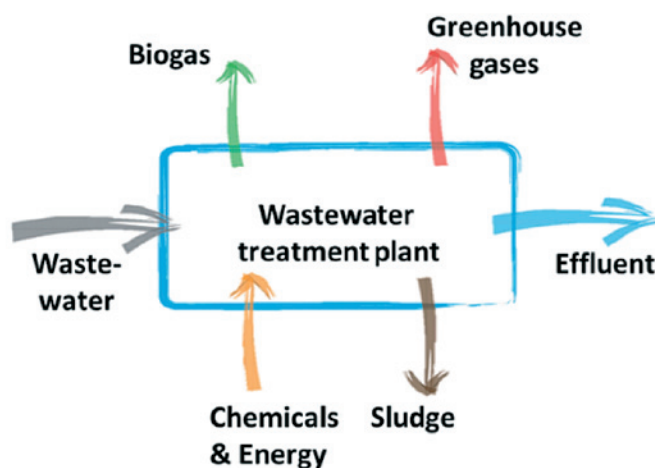 Greenhouse
gases
Biogas
Wastewater
treatment plant
Waste-
water
Effluent
Chemicals
& Energy
Sludge